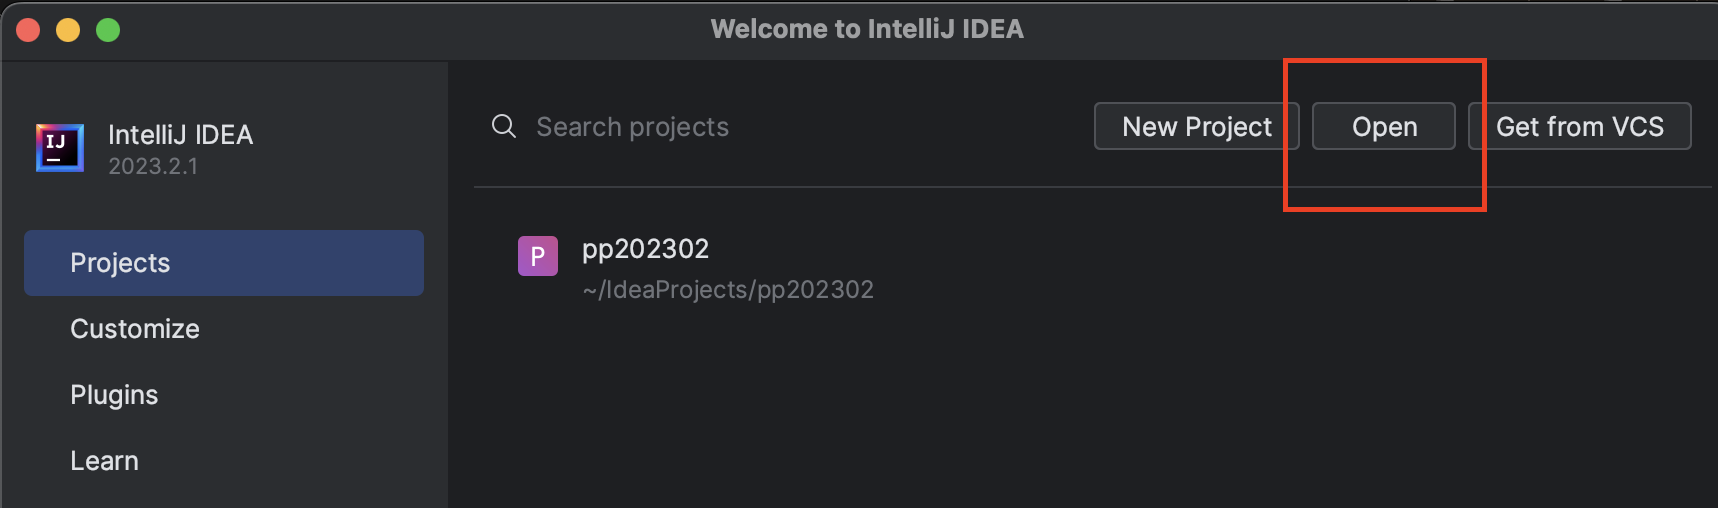 Welcome to IntelliJ IDEA
IJ
IntelliJ IDEA
2023.2.1
Search projects
New Project
Open
Get from VCS
Projects
Customize
Plugins
Learn
P
pp202302
~/IdeaProjects/pp202302